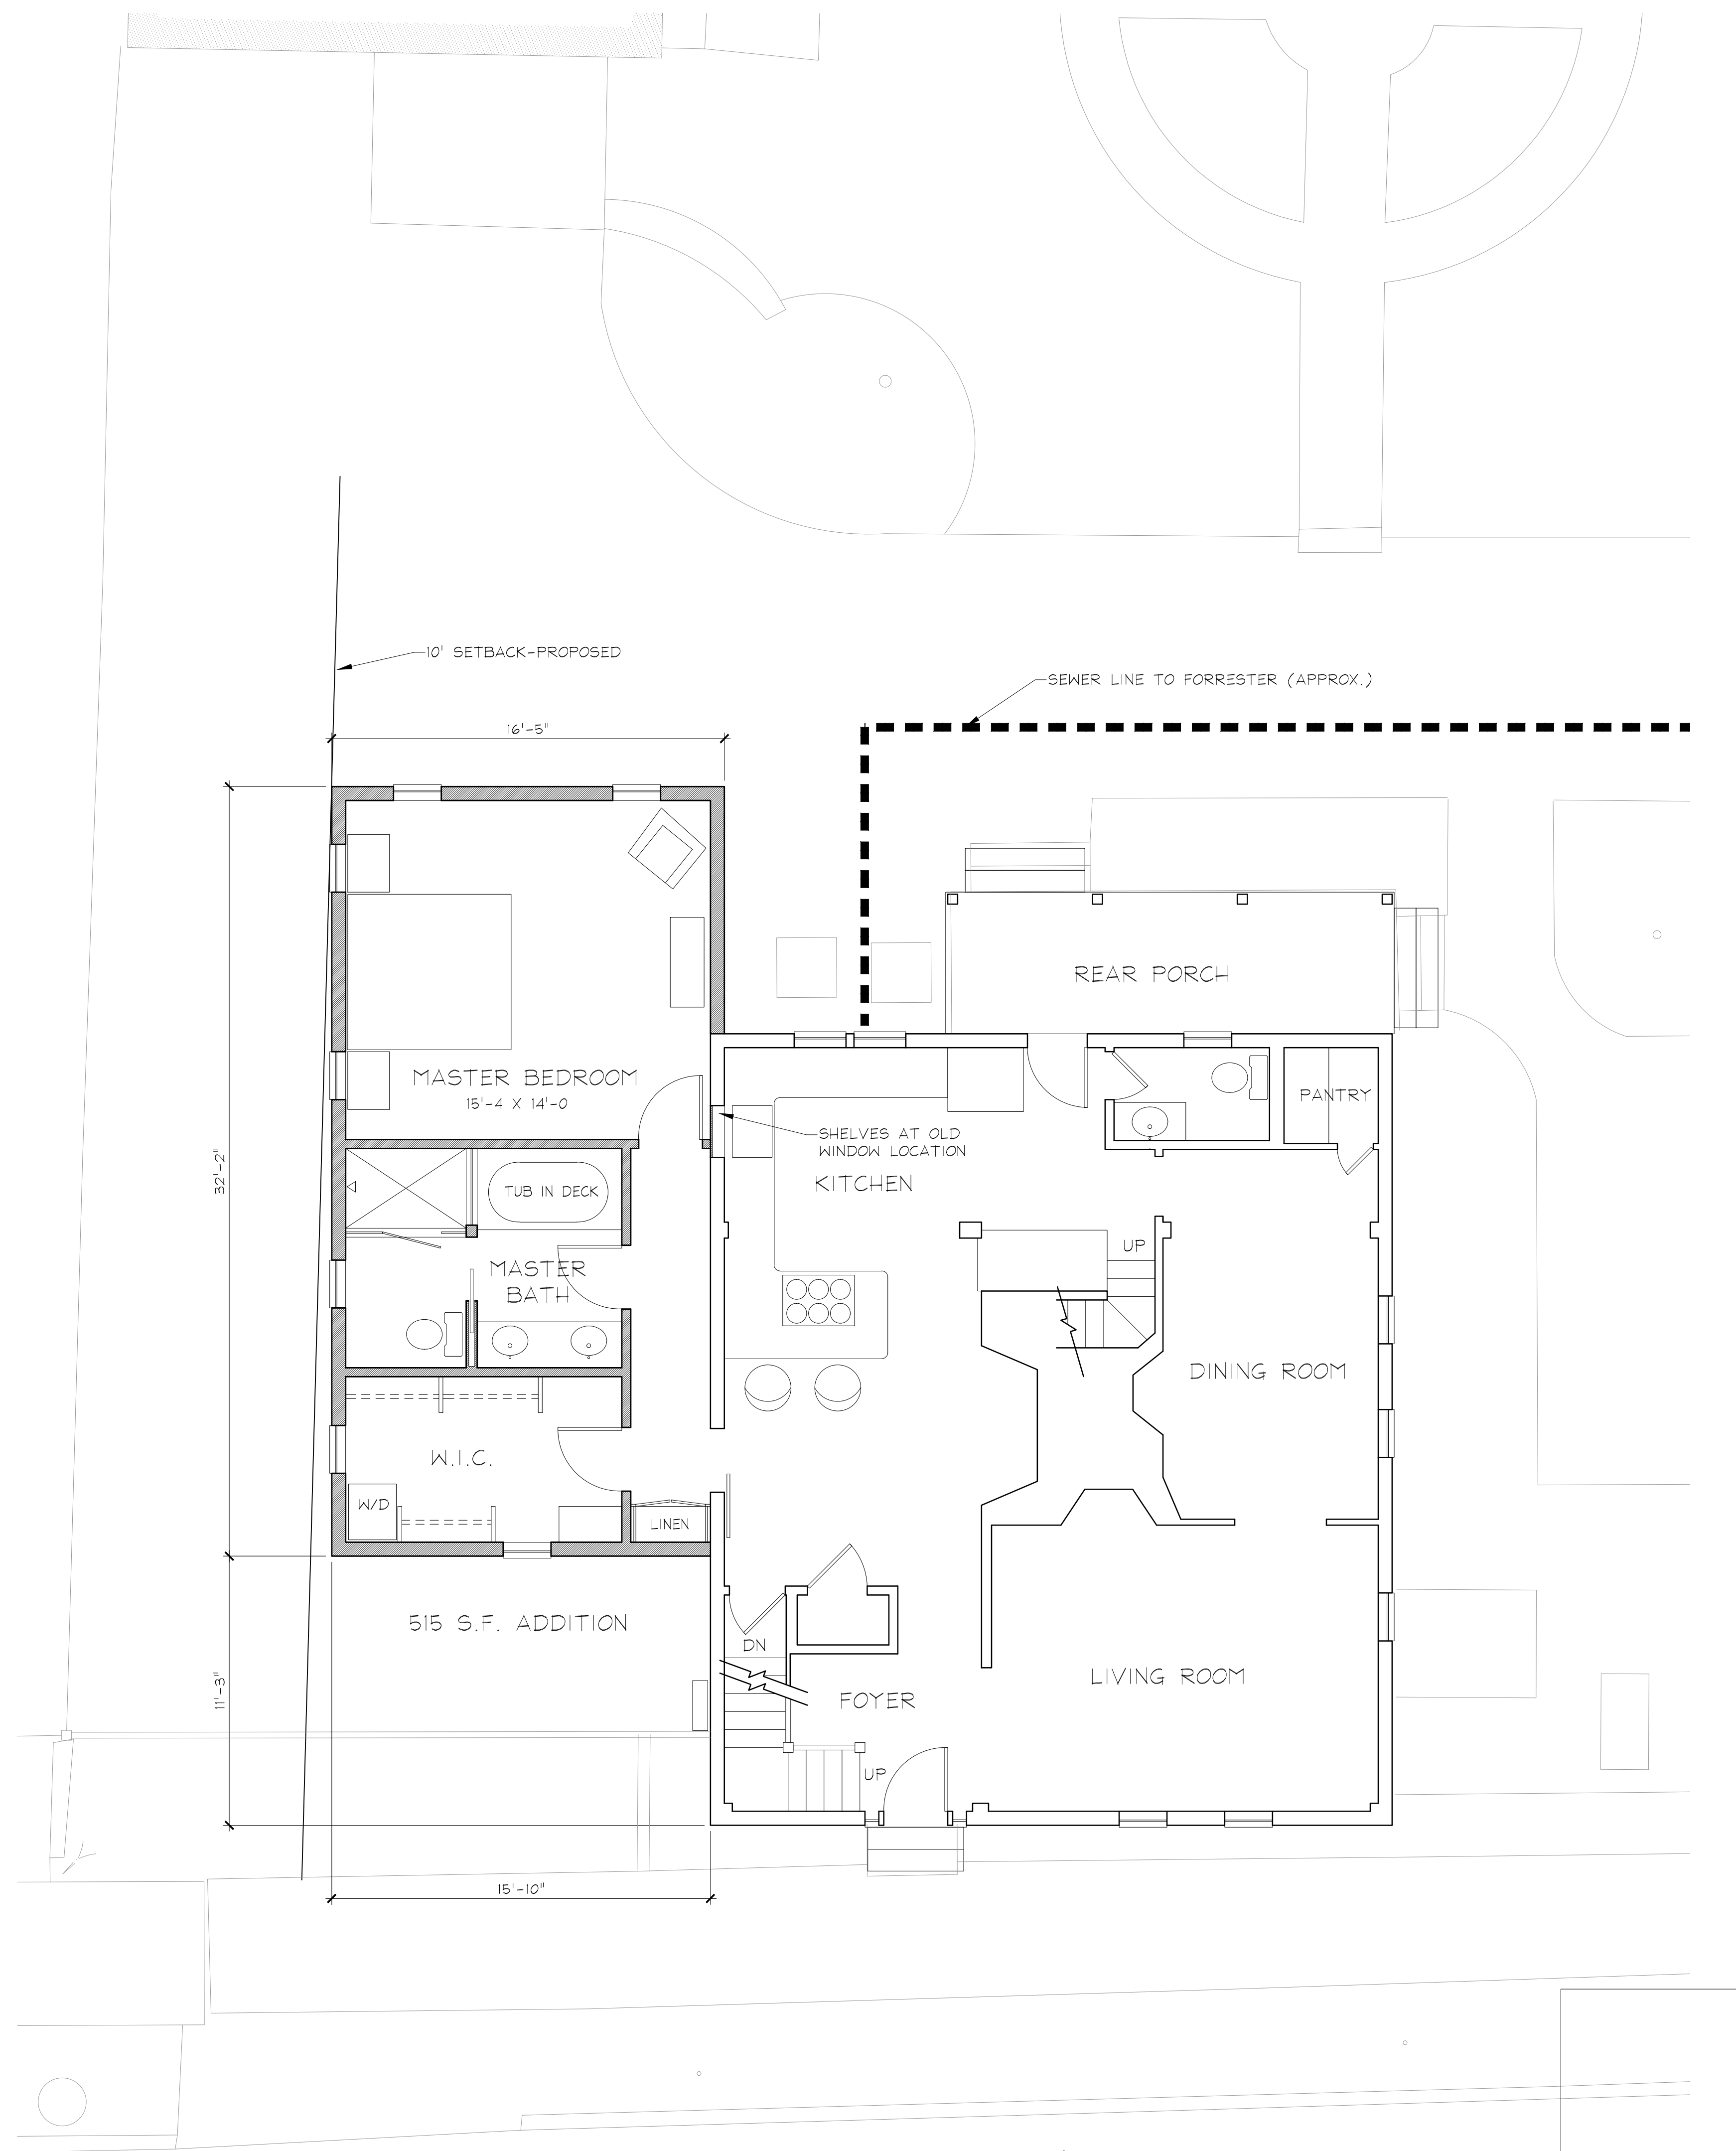 10' SETBACK-PROPOSED
SEWER LINE TO FORRESTER (APPROX.)
16'-5"
REAR PORCH
MASTER BEDROOM
15'-4 X 14'-0
PANTRY
SHELVES AT OLD
WINDOW LOCATION
KITCHEN
32'-2"
TUB IN DECK
UP
MASTER
BATH
DINING ROOM
W.I.C.
W/D
LINEN
515 S.F. ADDITION
DN
11'-3"
FOYER
LIVING ROOM
UP
15'-10"